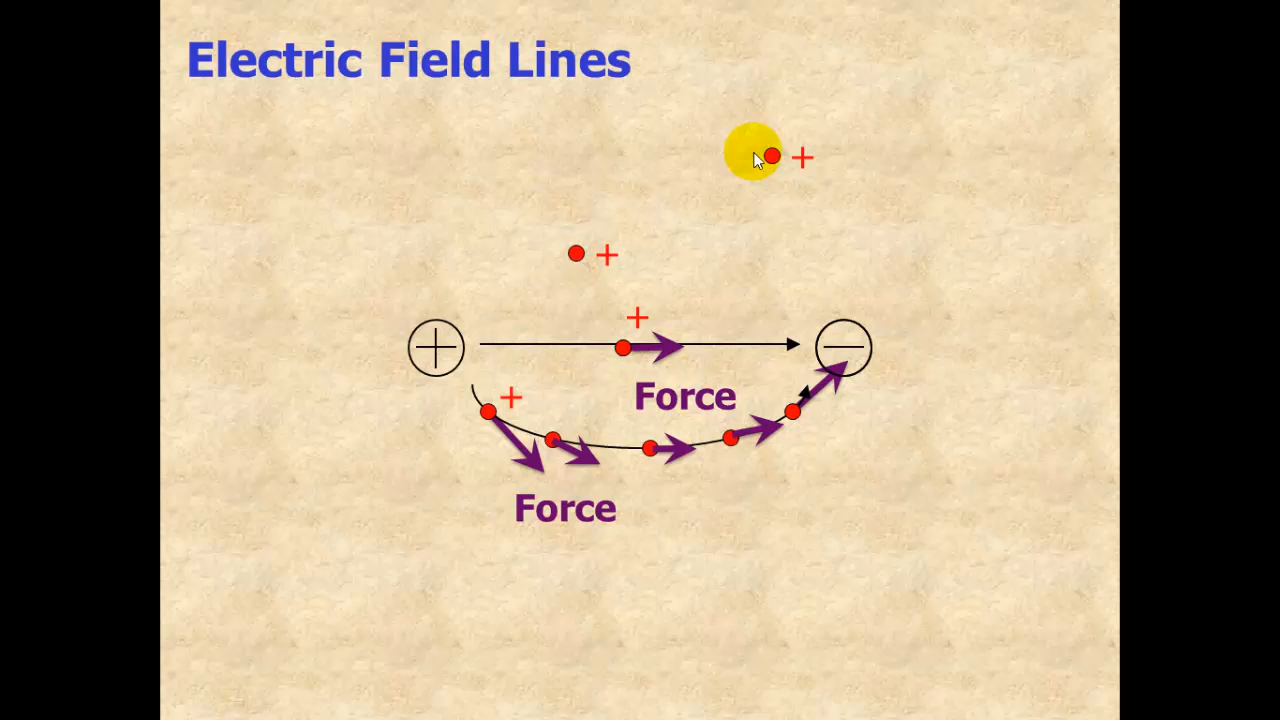 Electric Field Lines
+
+
+
+
−
+
Force
Force